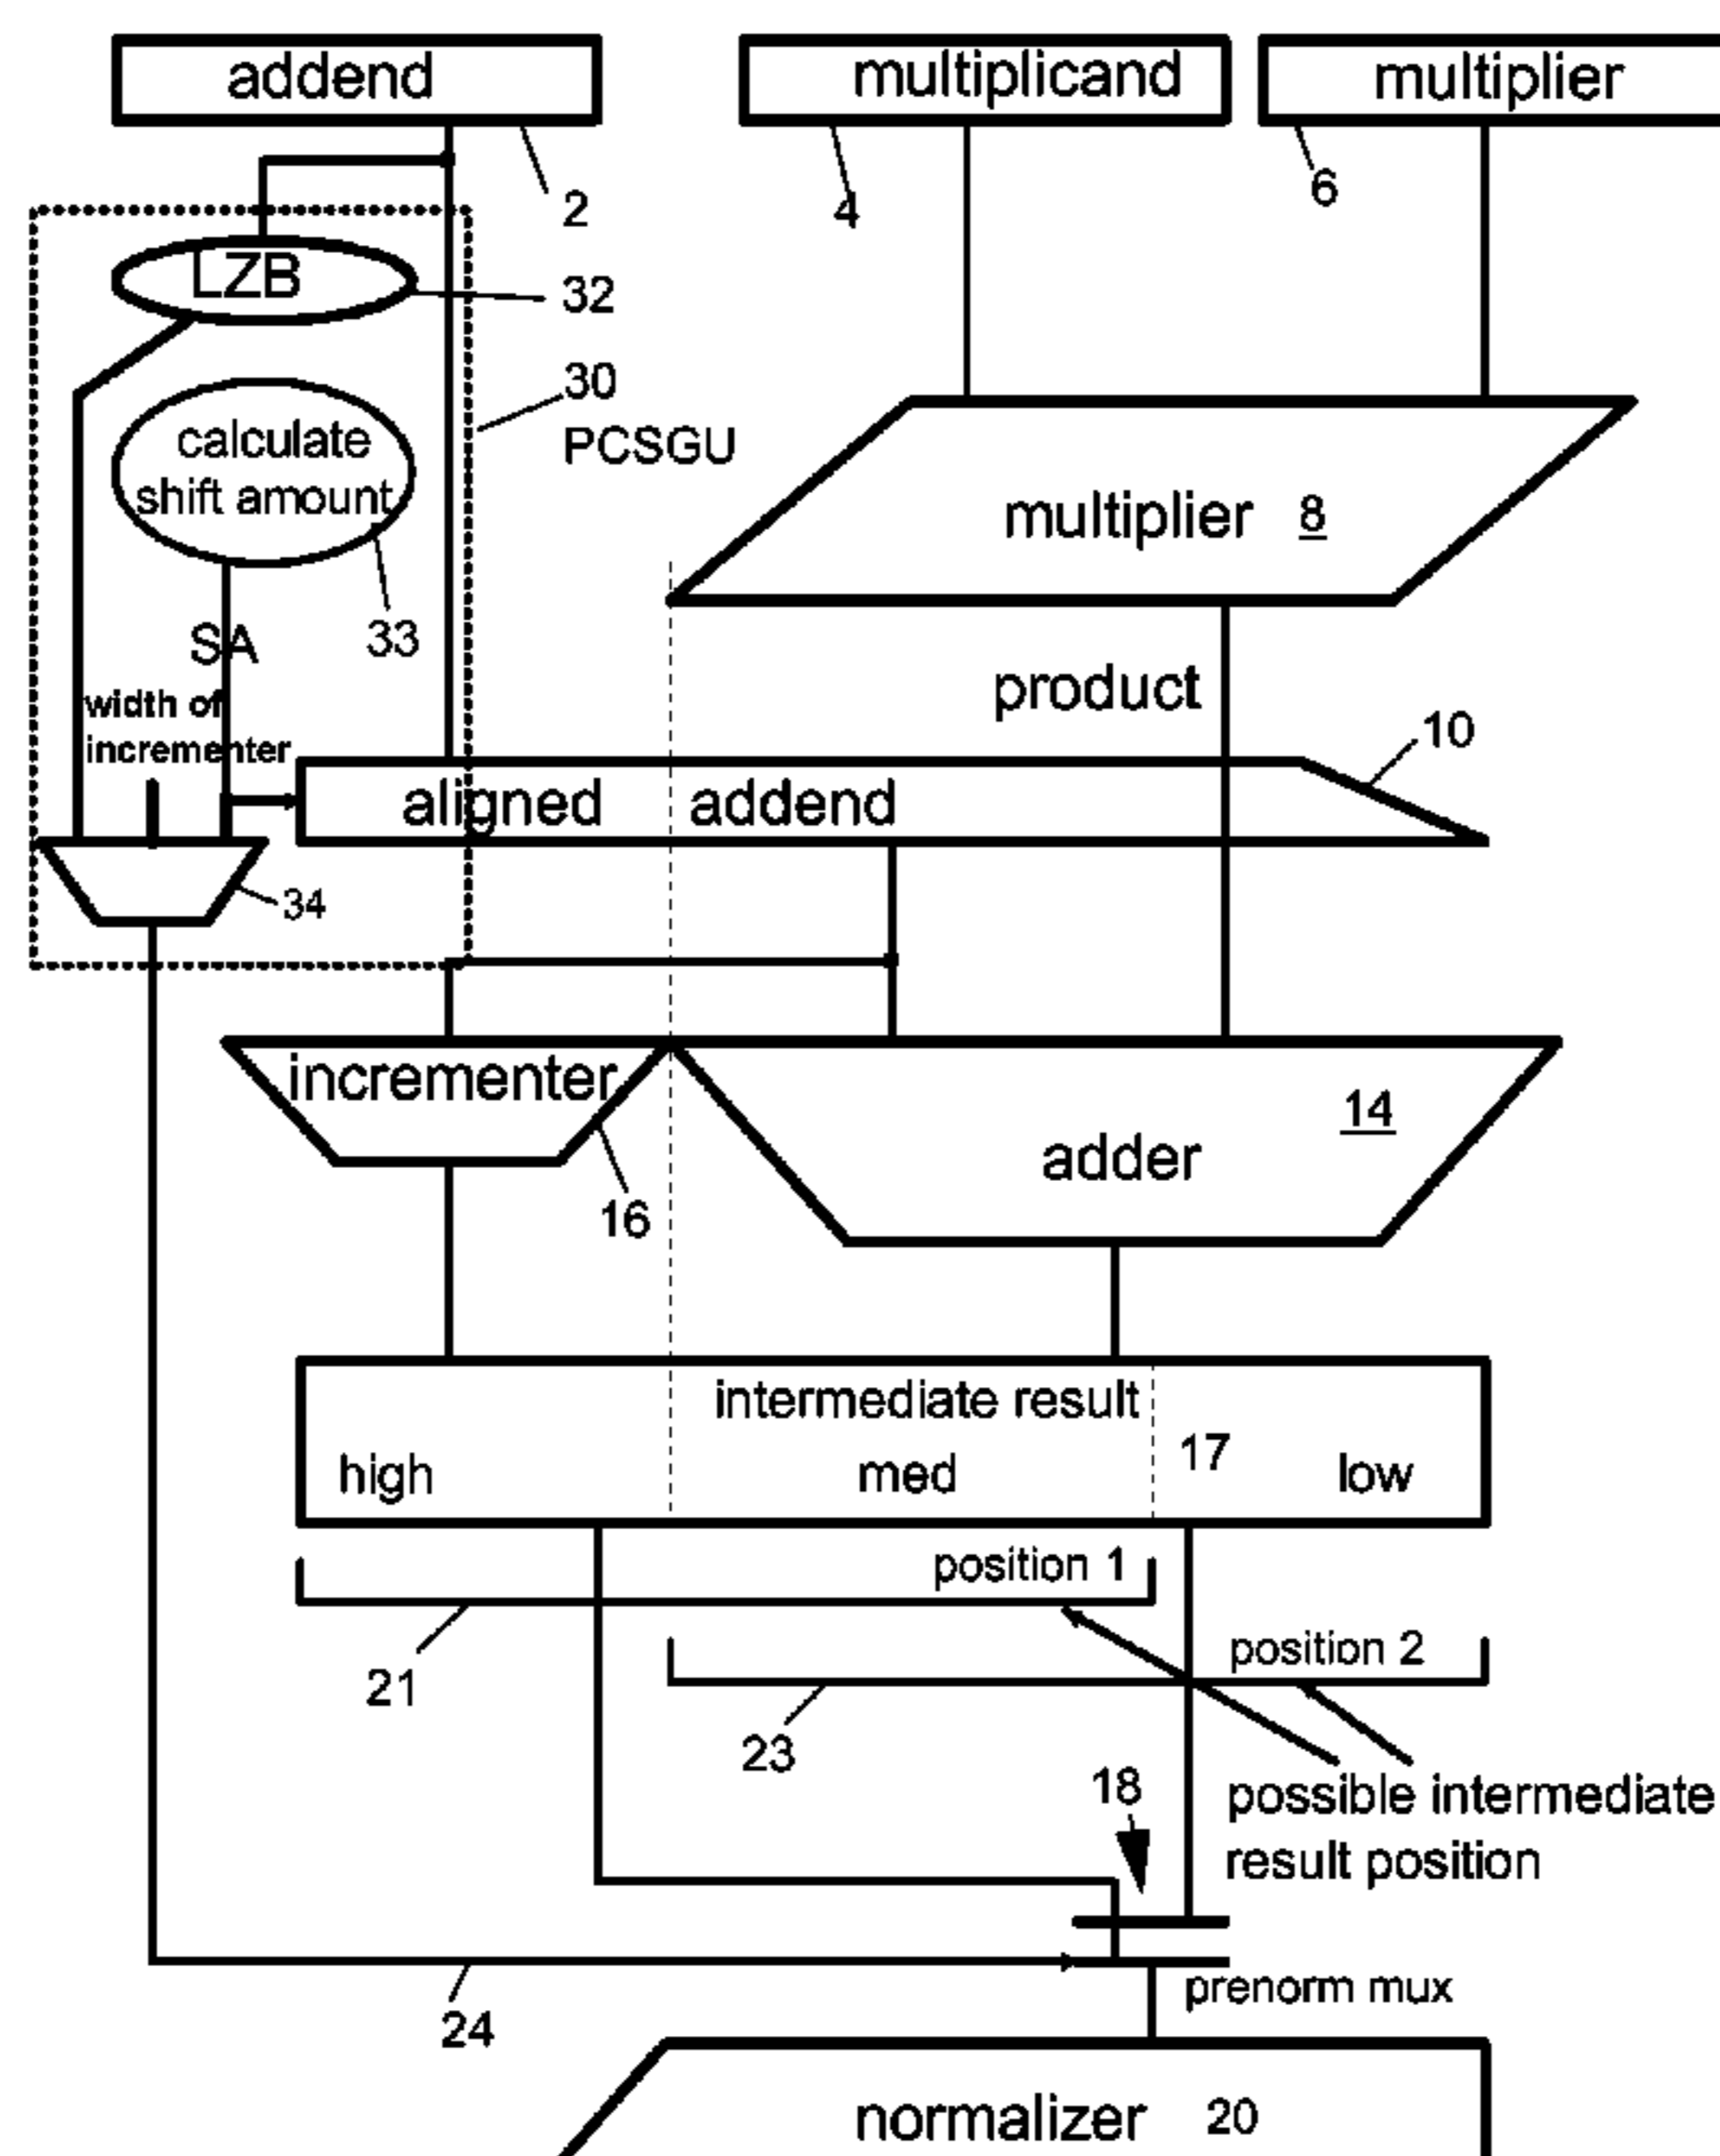 addend
multiplicand
multiplier
2
4
6
LZB
32
30
PCSGU
calculate
shift amount
33
multiplier 8
SA
width of
incrementer
product
10
aligned addend
34
incrementer
14
adder
16
intermediate result
17
high
med
low
position 1
21
position 2
23
18
possible intermediate
result position
prenorm mux
24
normalizer 20